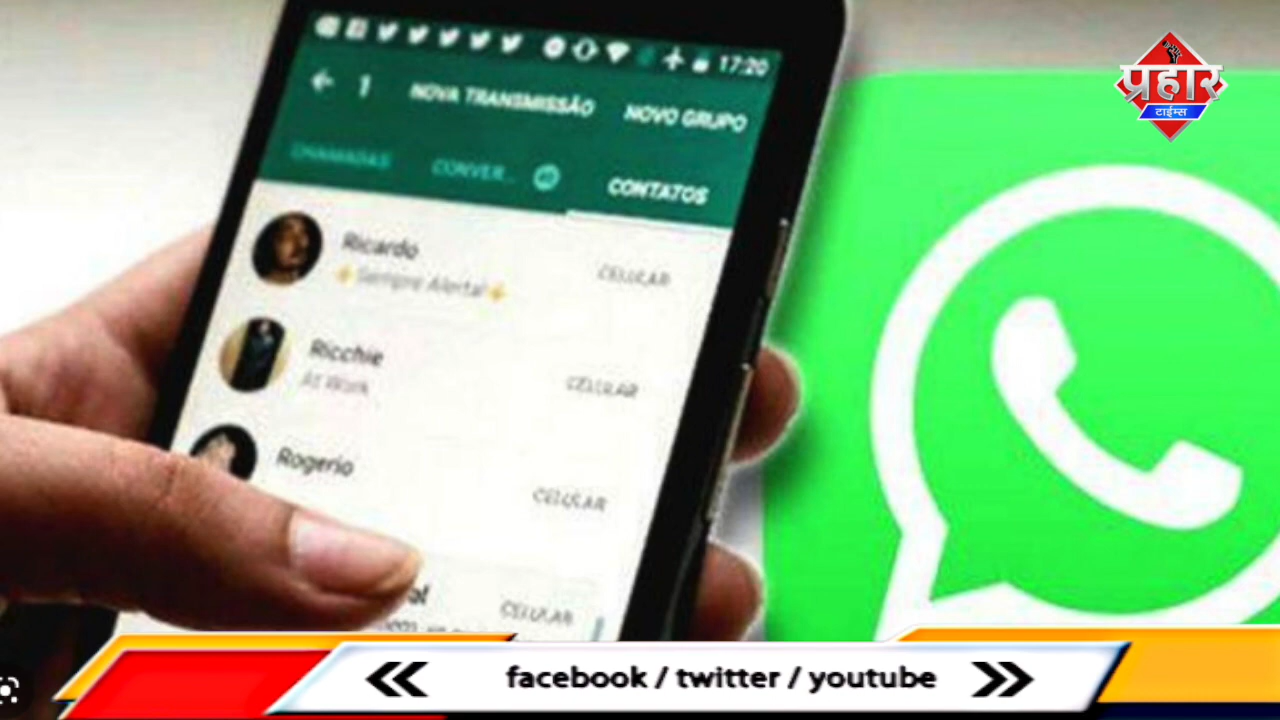 17:20
1 NOVA TRANSMISSÃO NOVO GRUPO
CHAMADAS CONVER... CONTATOS
Ricardo
Sempre Alerta!
CELULAR
Ricchie
At Work
CELULAR
Rogerio
CELULAR
CELULAR
प्रहार
टाईम्स
facebook / twitter / youtube